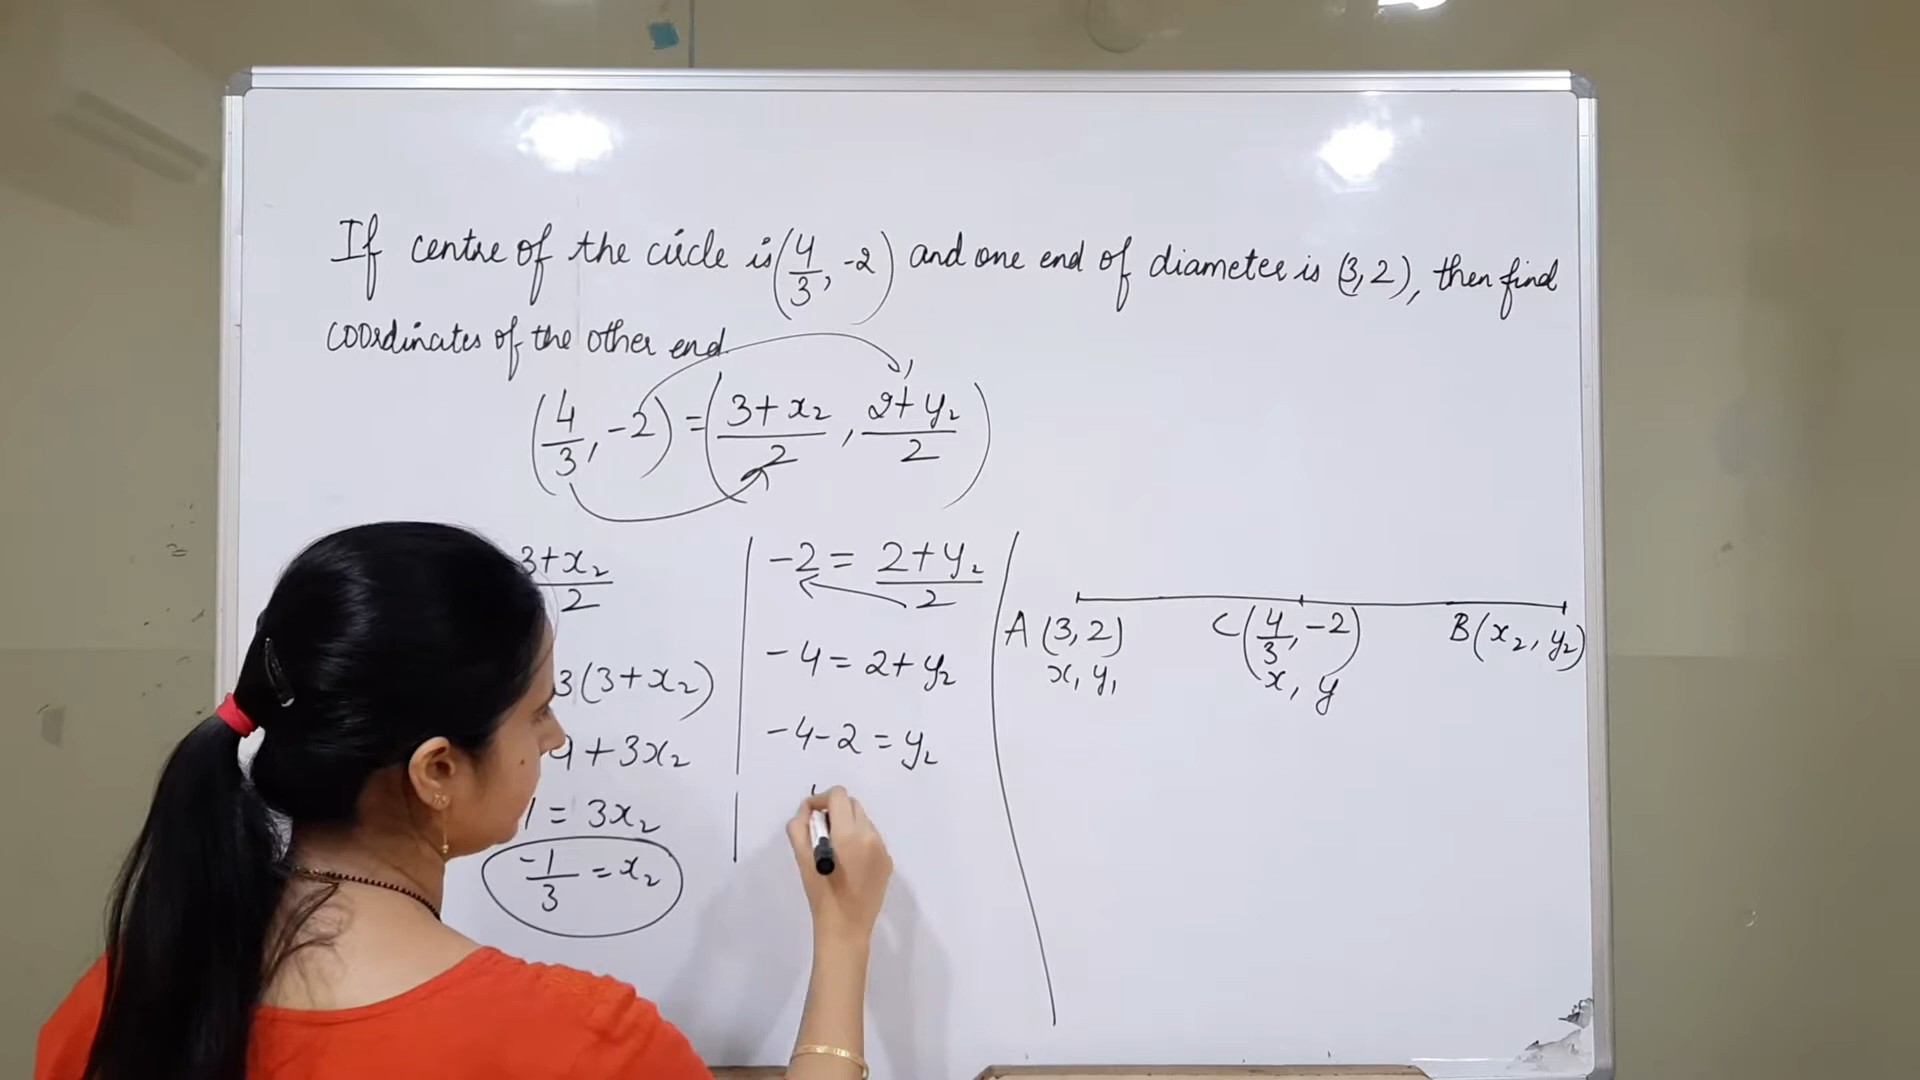 If centre of the circle is (4/3, -2) and one end of diameter is (3, 2), then find
coordinates of the other end.
(4/3, -2) = (3+x₂/2, 2+y₂/2)
3+x₂/2
3(3+x₂)
9+3x₂
1 = 3x₂
-1/3 = x₂
-2 = 2+y₂/2
-4 = 2+y₂
-4-2 = y₂
A (3, 2)
x₁ y₁
C (4/3, -2)
x, y
B (x₂, y₂)